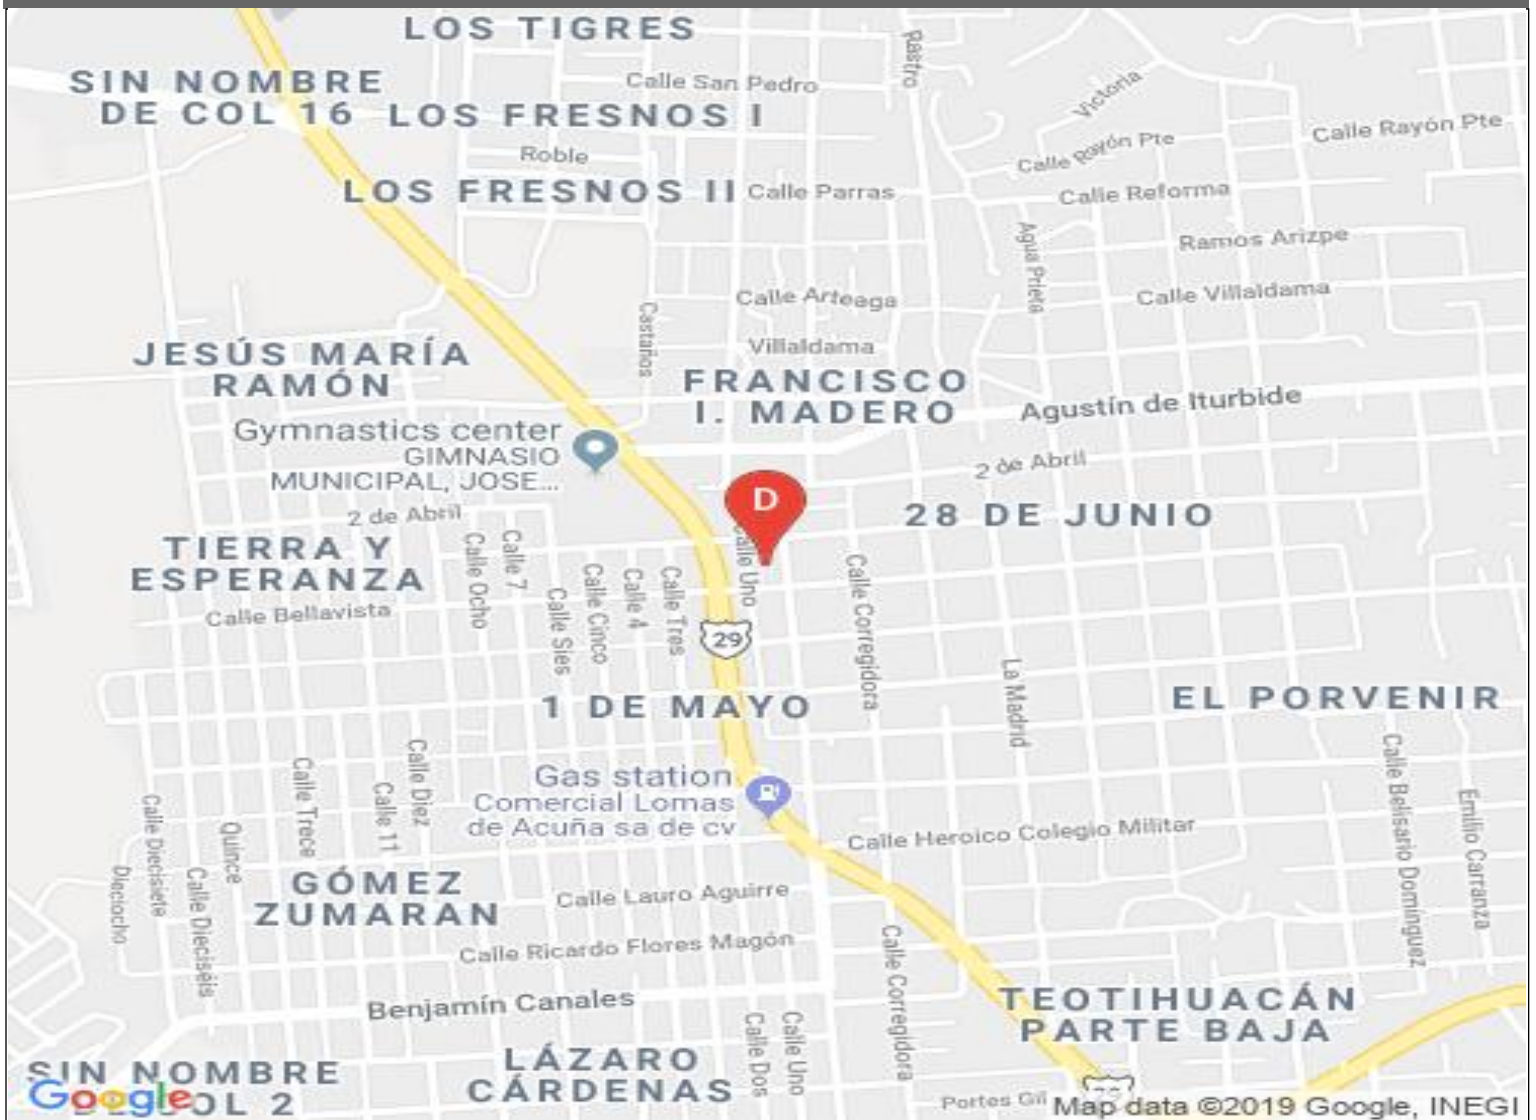 LOS TIGRES
Rastro
SIN NOMBRE
DE COL 16
Calle San Pedro
Victoria
LOS FRESNOS I
Calle Rayón Pte
Calle Rayón Pte
Roble
LOS FRESNOS II
Calle Parras
Calle Reforma
Agua Prieta
Ramos Arizpe
Calle Arteaga
Calle Villaldama
Castaños
Villaldama
JESÚS MARÍA
RAMÓN
FRANCISCO
I. MADERO
Agustín de Iturbide
Gymnastics center
GIMNASIO
MUNICIPAL, JOSE...
2 de Abril
D
2 de Abril
28 DE JUNIO
TIERRA Y
ESPERANZA
Calle Ocho
Calle 7
Calle Sies
Calle Cinco
Calle 4
Calle Tres
Calle Uno
Calle Corregidora
Calle Bellavista
29
La Madrid
1 DE MAYO
EL PORVENIR
Gas station
Comercial Lomas
de Acuña sa de cv
Calle Trece
Calle 11
Calle Diez
Calle Diecisiete
Quince
Dieciocho
Calle Dieciséis
Calle Heroico Colegio Militar
Calle Belisario Domínguez
Emilio Carranza
GÓMEZ
ZUMARAN
Calle Lauro Aguirre
Calle Ricardo Flores Magón
Calle Corregidora
Benjamín Canales
TEOTIHUACÁN
PARTE BAJA
Calle Dos
Calle Uno
LÁZARO
CÁRDENAS
SIN NOMBRE
OL 2
Google
Portes Gil
Map data ©2019 Google, INEGI